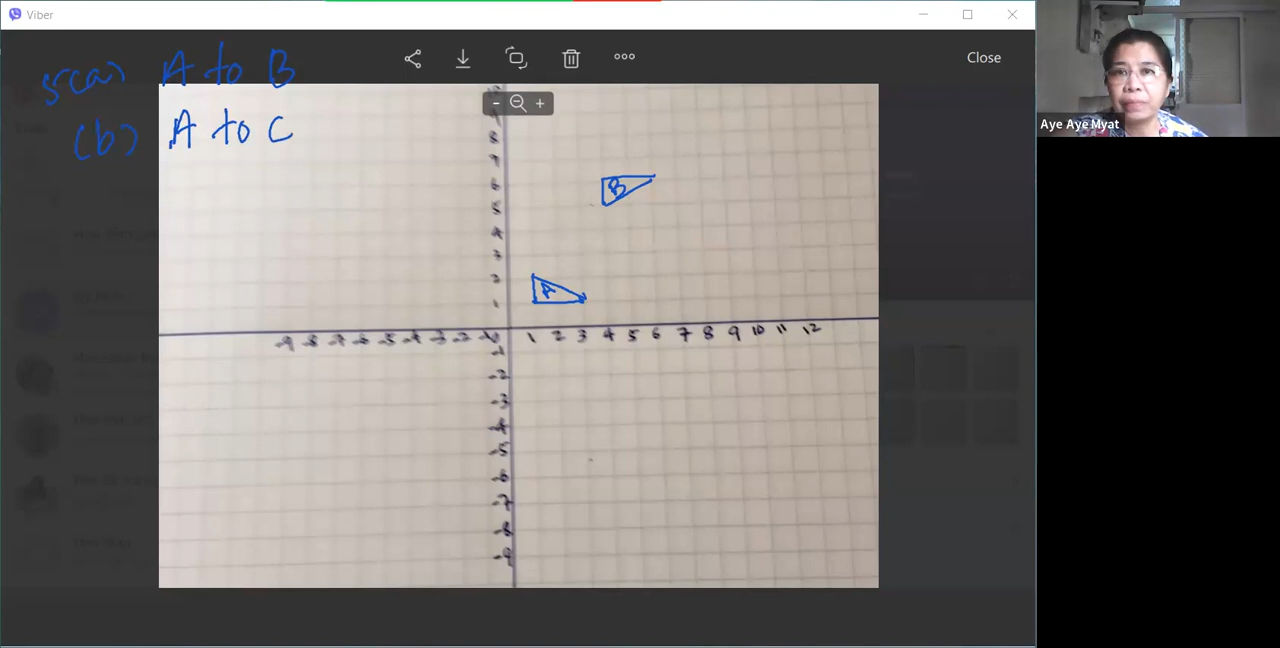 Viber
5(a) A to B
Close
(b) A to C
Aye Aye Myat
8
7
6
B
5
4
3
2
A
1
-9 -8 -7 -6 -5 -4 -3 -2 -1 0 1 2 3 4 5 6 7 8 9 10 11 12
-1
-2
-3
-4
-5
-6
-7
-8
-9